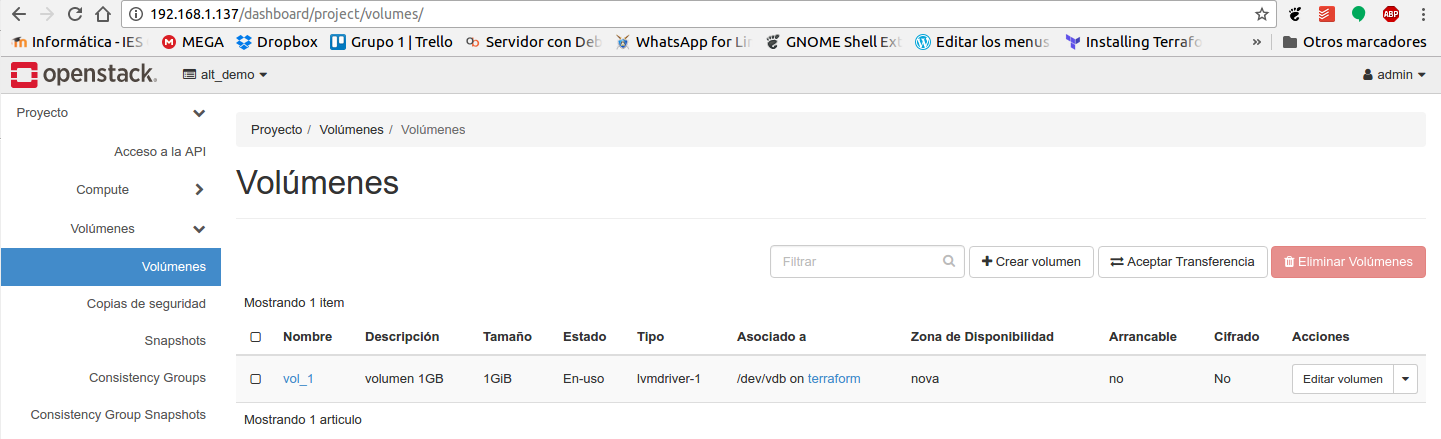 192.168.1.137/dashboard/project/volumes/
Informática - IES MEGA Dropbox Grupo 1 | Trello Servidor con Deb WhatsApp for Lin GNOME Shell Ext Editar los menus Installing Terrafo » Otros marcadores
openstack. alt_demo admin
Proyecto
Acceso a la API
Compute
Volúmenes
Volúmenes
Copias de seguridad
Snapshots
Consistency Groups
Consistency Group Snapshots
Proyecto / Volúmenes / Volúmenes
Volúmenes
Filtrar Crear volumen Aceptar Transferencia Eliminar Volúmenes
Mostrando 1 item
Nombre Descripción Tamaño Estado Tipo Asociado a Zona de Disponibilidad Arrancable Cifrado Acciones
vol_1 volumen 1GB 1GiB En-uso lvmdriver-1 /dev/vdb on terraform nova no No Editar volumen
Mostrando 1 articulo